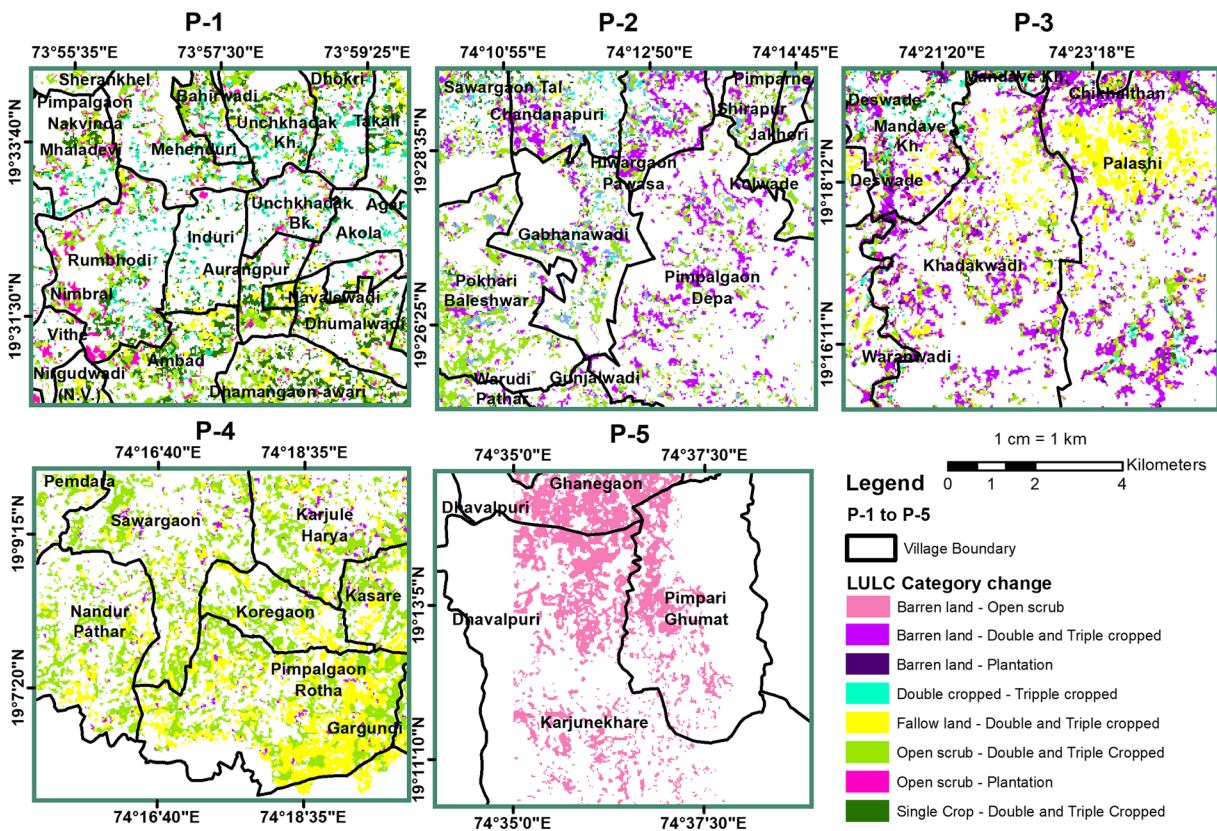 P-1
73°55'35"E 73°57'30"E 73°59'25"E
19°33'40"N
19°31'30"N
Sherankhel
Dhokri
Pimpalgaon
Nakvinda
Bahirwadi
Unchkhadak
Kh.
Takali
Mhaladevi
Mehenduri
Unchkhadak
Bk.
Agar
Induri
Akola
Rumbhodi
Aurangpur
Nimbral
Navalewadi
Dhumalwadi
Vithe
Ambad
Nirgudwadi
(N.V.)
Dhamangaon-awari
P-2
74°10'55"E 74°12'50"E 74°14'45"E
19°28'35"N
19°26'25"N
Sawargaon Tal
Pimparne
Chandanapuri
Shirapur
Jakhori
Hiwargaon
Pawasa
Kolwade
Gabhanawadi
Pokhari
Baleshwar
Pimpalgaon
Depa
Warudi
Pathar
Gunjalwadi
P-3
74°21'20"E 74°23'18"E
19°18'12"N
19°16'11"N
Mandave Kh.
Chikhalthan
Deswade
Mandave
Kh.
Palashi
Deswade
Khadakwadi
Waranwadi
P-4
74°16'40"E 74°18'35"E
19°9'15"N
19°7'20"N
Pemdara
Sawargaon
Karjule
Harya
Kasare
Nandur
Pathar
Koregaon
Pimpalgaon
Rotha
Gargundi
74°16'40"E 74°18'35"E
P-5
74°35'0"E 74°37'30"E
19°13'5"N
19°11'10"N
Ghanegaon
Dhavalpuri
Pimpari
Ghumat
Dhavalpuri
Karjunekhare
74°35'0"E 74°37'30"E
1 cm = 1 km
Kilometers
0 1 2 4
Legend
P-1 to P-5
Village Boundary
LULC Category change
Barren land - Open scrub
Barren land - Double and Triple cropped
Barren land - Plantation
Double cropped - Tripple cropped
Fallow land - Double and Triple cropped
Open scrub - Double and Triple Cropped
Open scrub - Plantation
Single Crop - Double and Triple Cropped